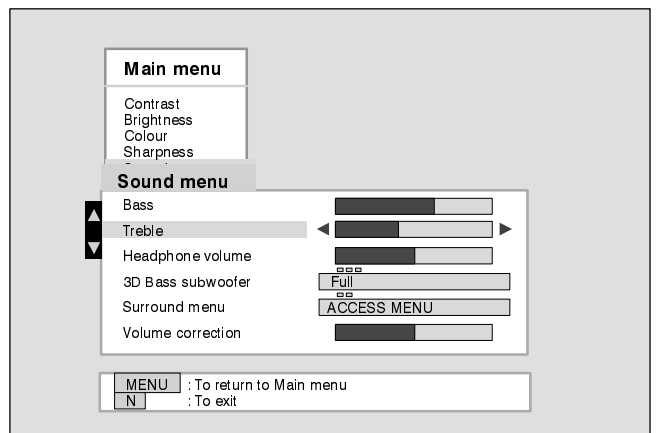 Main menu
Contrast
Brightness
Colour
Sharpness
Sound menu
Bass
Treble
Headphone volume
3D Bass subwoofer Full
Surround menu ACCESS MENU
Volume correction
MENU : To return to Main menu
N : To exit